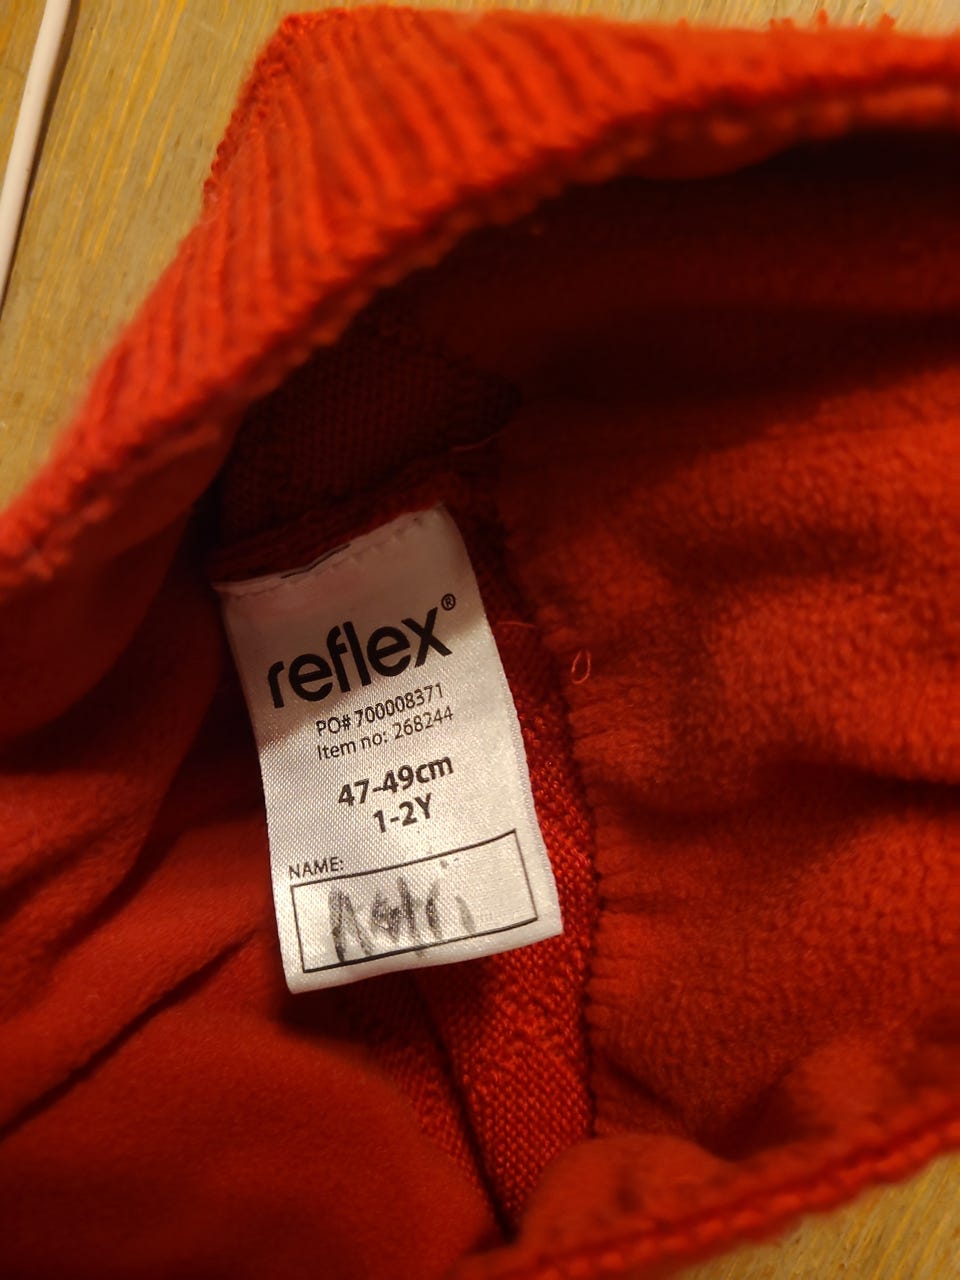 reflex®
PO# 700008371
Item no: 268244
47-49cm
1-2Y
NAME: